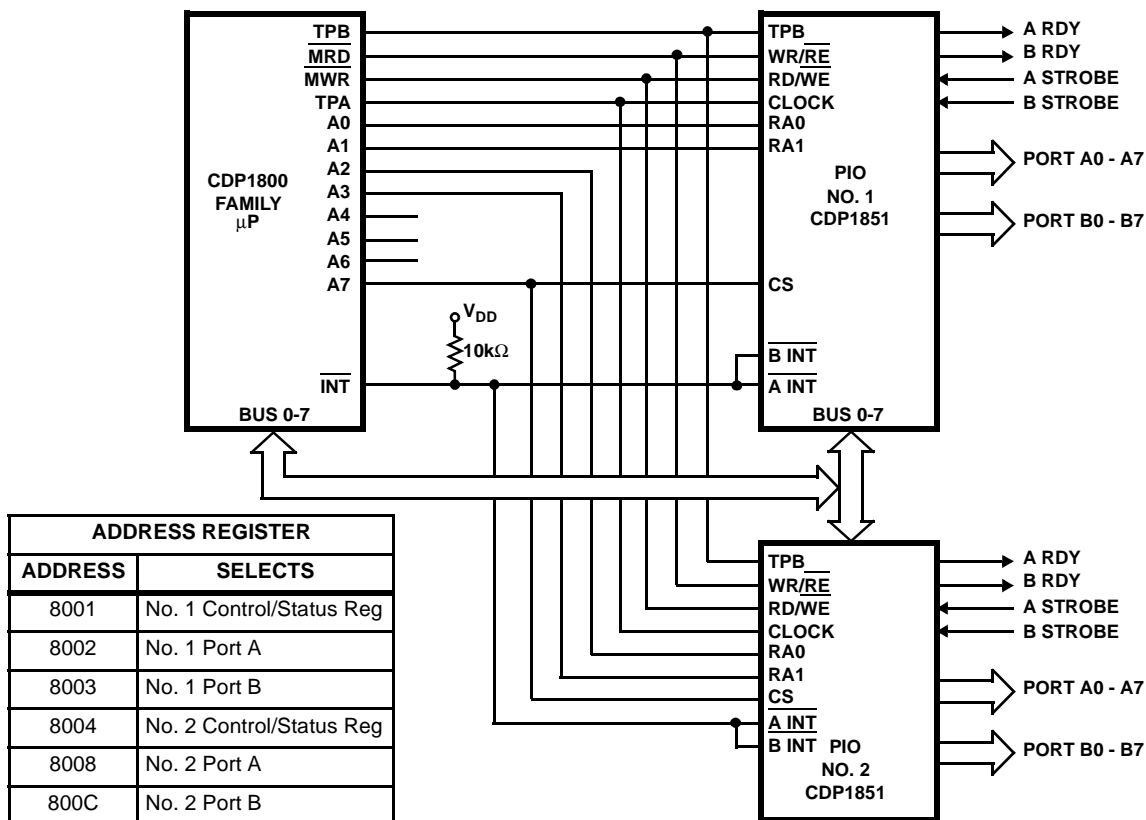 TPB
MRD
MWR
TPA
A0
A1
A2
A3
A4
A5
A6
A7
INT
CDP1800
FAMILY
μP
BUS 0-7
VDD
10kΩ
TPB
WR/RE
RD/WE
CLOCK
RA0
RA1
PIO
NO. 1
CDP1851
CS
B INT
A INT
BUS 0-7
A RDY
B RDY
A STROBE
B STROBE
PORT A0 - A7
PORT B0 - B7
TPB
WR/RE
RD/WE
CLOCK
RA0
RA1
CS
A INT
B INT
PIO
NO. 2
CDP1851
A RDY
B RDY
A STROBE
B STROBE
PORT A0 - A7
PORT B0 - B7
ADDRESS REGISTER
ADDRESS SELECTS
8001 No. 1 Control/Status Reg
8002 No. 1 Port A
8003 No. 1 Port B
8004 No. 2 Control/Status Reg
8008 No. 2 Port A
800C No. 2 Port B